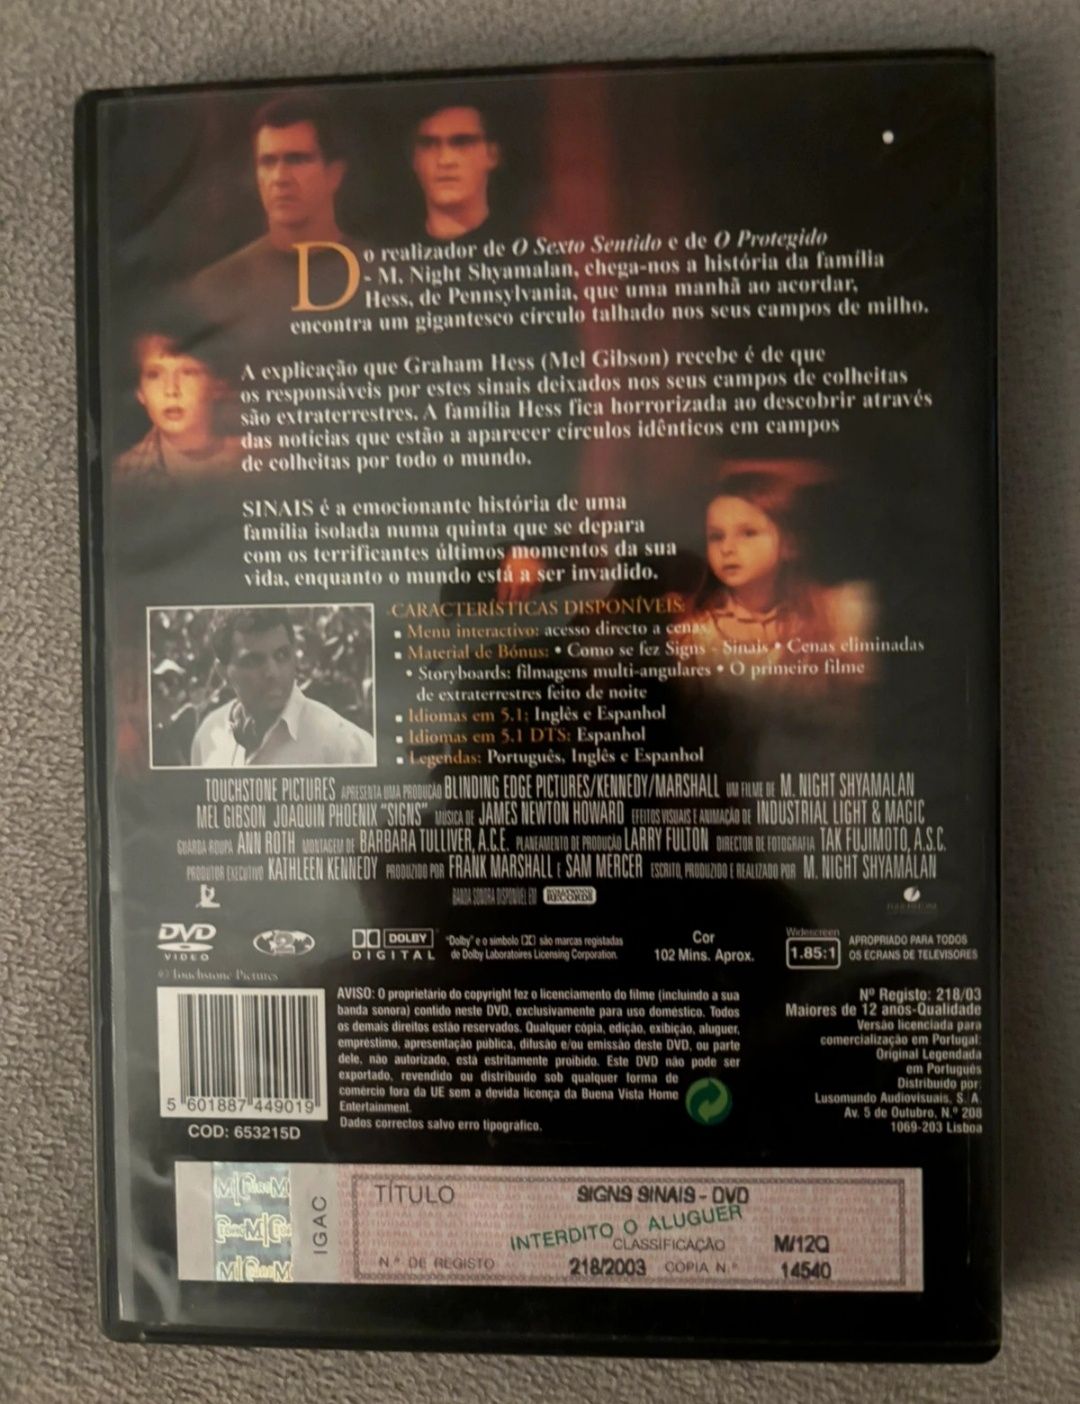 Do realizador de O Sexto Sentido e de O Protegido
- M. Night Shyamalan, chega-nos a história da família
Hess, de Pennsylvania, que uma manhã ao acordar,
encontra um gigantesco círculo talhado nos seus campos de milho.
A explicação que Graham Hess (Mel Gibson) recebe é de que
os responsáveis por estes sinais deixados nos seus campos de colheitas
são extraterrestres. A família Hess fica horrorizada ao descobrir através
das noticias que estão a aparecer círculos idênticos em campos
de colheitas por todo o mundo.
SINAIS é a emocionante história de uma
família isolada numa quinta que se depara
com os terrificantes últimos momentos da sua
vida, enquanto o mundo está a ser invadido.
CARACTERÍSTICAS DISPONÍVEIS:
▪ Menu interactivo: acesso directo a cenas
▪ Material de Bónus: • Como se fez Signs - Sinais • Cenas eliminadas
• Storyboards: filmagens multi-angulares • O primeiro filme
de extraterrestres feito de noite
▪ Idiomas em 5.1: Inglês e Espanhol
▪ Idiomas em 5.1 DTS: Espanhol
▪ Legendas: Português, Inglês e Espanhol
TOUCHSTONE PICTURES APRESENTA UMA PRODUÇÃO BLINDING EDGE PICTURES/KENNEDY/MARSHALL UM FILME DE M. NIGHT SHYAMALAN
MEL GIBSON JOAQUIN PHOENIX "SIGNS" MÚSICA DE JAMES NEWTON HOWARD EFEITOS VISUAIS E ANIMAÇÃO DE INDUSTRIAL LIGHT & MAGIC
GUARDA ROUPA ANN ROTH MONTAGEM DE BARBARA TULLIVER, A.C.E. PLANEAMENTO DE PRODUÇÃO LARRY FULTON DIRECTOR DE FOTOGRAFIA TAK FUJIMOTO, A.S.C.
PRODUTOR EXECUTIVO KATHLEEN KENNEDY PRODUZIDO POR FRANK MARSHALL E SAM MERCER ESCRITO, PRODUZIDO E REALIZADO POR M. NIGHT SHYAMALAN
BANDA SONORA DISPONÍVEL EM HOLLYWOOD RECORDS
TOUCHSTONE
DVD
VIDEO
2
DOLBY
DIGITAL
"Dolby" e o símbolo são marcas registadas
de Dolby Laboratoires Licensing Corporation.
Cor
102 Mins. Aprox.
Widescreen
1.85:1
APROPRIADO PARA TODOS
OS ECRANS DE TELEVISORES
Touchstone Pictures
AVISO: O proprietário do copyright fez o licenciamento do filme (incluindo a sua
banda sonora) contido neste DVD, exclusivamente para uso doméstico. Todos
os demais direitos estão reservados. Qualquer cópia, edição, exibição, aluguer,
empréstimo, apresentação pública, difusão e/ou emissão deste DVD, ou parte
dele, não autorizado, está estritamente proibido. Este DVD não pode ser
exportado, revendido ou distribuido sob qualquer forma de
comércio fora da UE sem a devida licença da Buena Vista Home
Entertainment.
Dados correctos salvo erro tipográfico.
Nº Registo: 218/03
Maiores de 12 anos-Qualidade
Versão licenciada para
comercialização em Portugal
Original Legendada
em Português
Distribuido por:
Lusomundo Audiovisuais, S. A.
Av. 5 de Outubro, N.º 208
1069-203 Lisboa
5 601887 449019
COD: 653215D
IGAC
TÍTULO SIGNS SINAIS - DVD
INTERDITO O ALUGUER
CLASSIFICAÇÃO M/12Q
N.º DE REGISTO 218/2003 COPIA N.º 14540